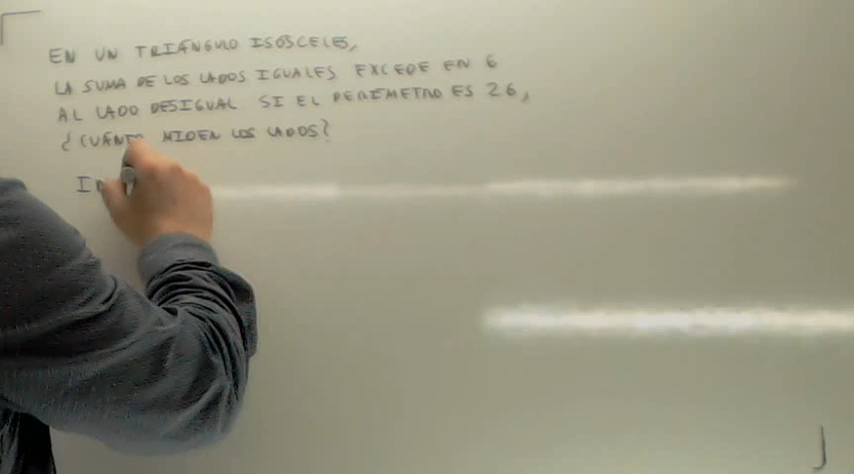 EN UN TRIÁNGULO ISÓSCELES,
LA SUMA DE LOS LADOS IGUALES EXCEDE EN 6
AL LADO DESIGUAL SI EL PERÍMETRO ES 26,
¿CUÁNTO MIDEN LOS LADOS?